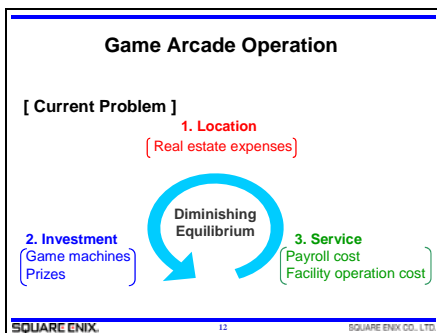 Game Arcade Operation
[ Current Problem ]
1. Location
Real estate expenses
Diminishing
Equilibrium
2. Investment
Game machines
Prizes
3. Service
Payroll cost
Facility operation cost
SQUARE ENIX.
12
SQUARE ENIX CO., LTD.